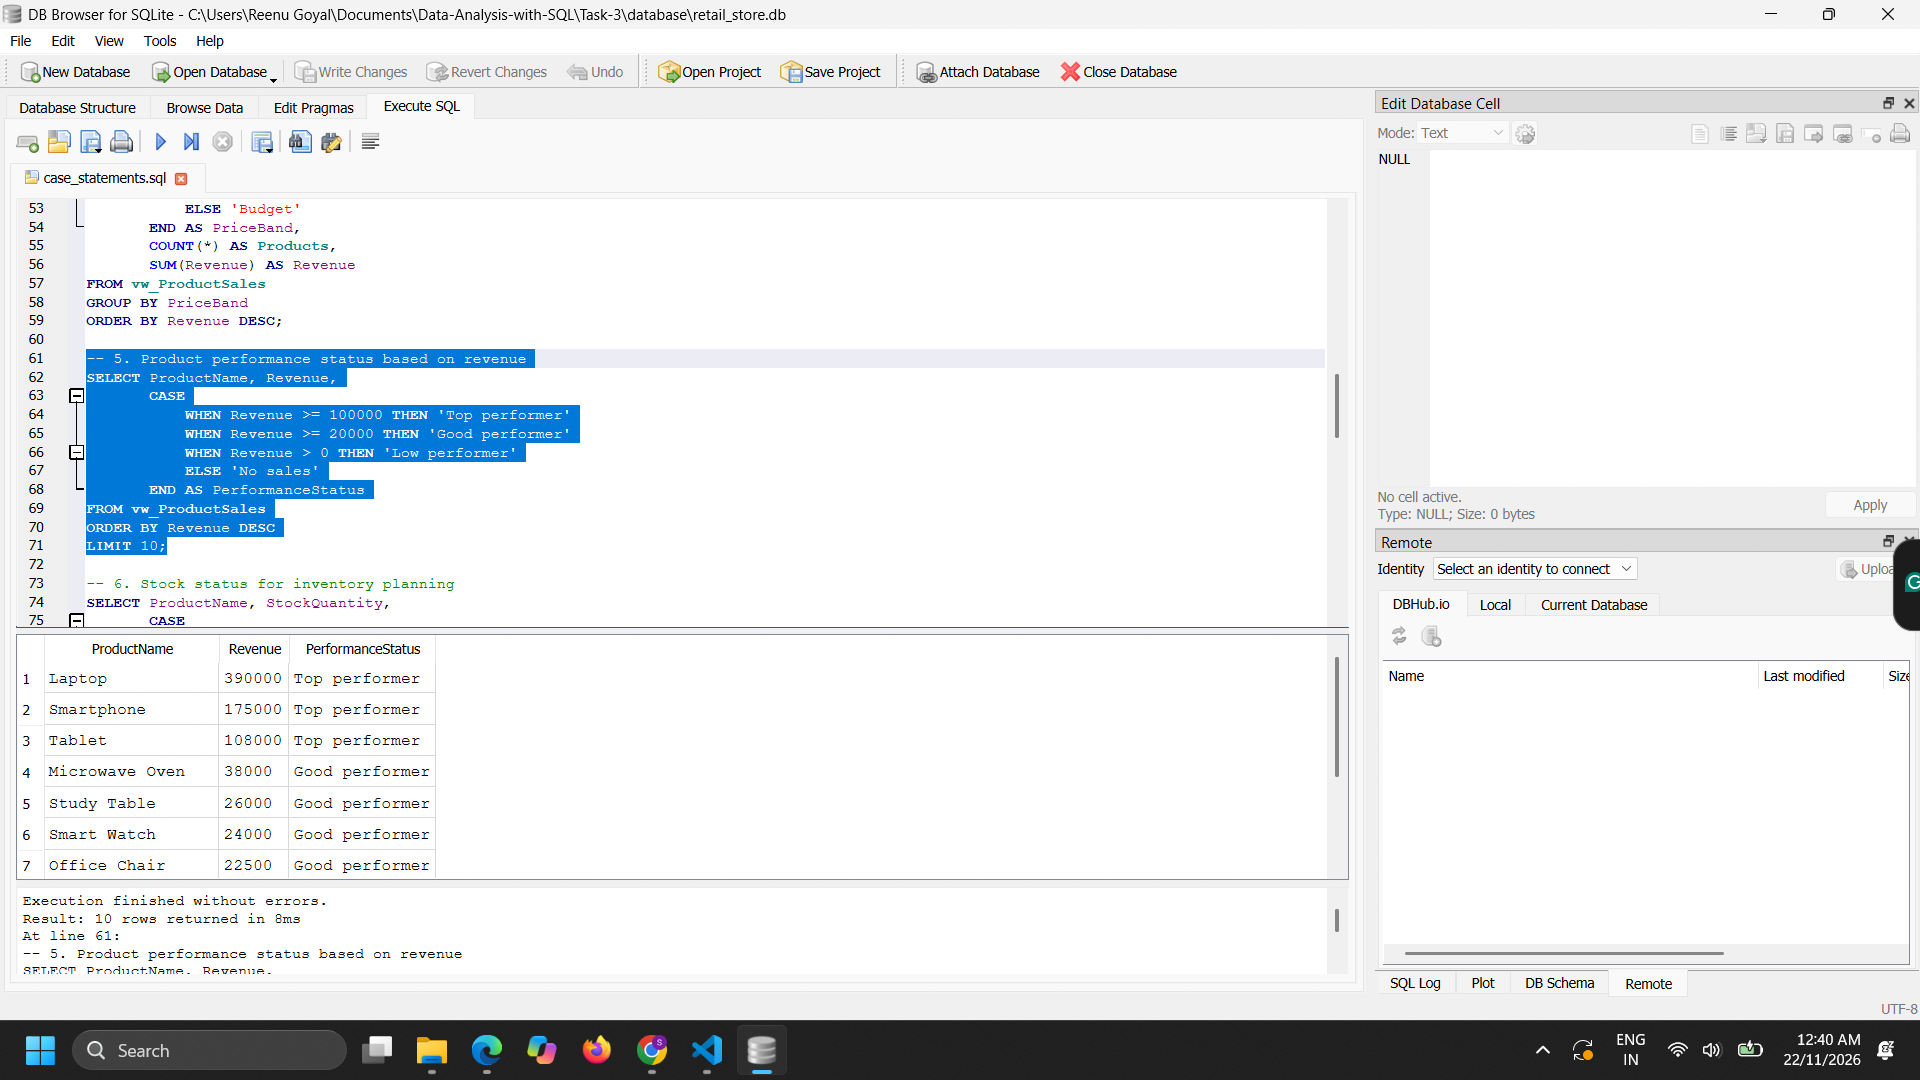 DB Browser for SQLite - C:\Users\Reenu Goyal\Documents\Data-Analysis-with-SQL\Task-3\database\retail_store.db
File Edit View Tools Help
New Database Open Database Write Changes Revert Changes Undo Open Project Save Project Attach Database Close Database
Database Structure Browse Data Edit Pragmas Execute SQL
case_statements.sql
53 ELSE 'Budget'
54 END AS PriceBand,
55 COUNT(*) AS Products,
56 SUM(Revenue) AS Revenue
57 FROM vw_ProductSales
58 GROUP BY PriceBand
59 ORDER BY Revenue DESC;
60
61 -- 5. Product performance status based on revenue
62 SELECT ProductName, Revenue,
63 CASE
64 WHEN Revenue >= 100000 THEN 'Top performer'
65 WHEN Revenue >= 20000 THEN 'Good performer'
66 WHEN Revenue > 0 THEN 'Low performer'
67 ELSE 'No sales'
68 END AS PerformanceStatus
69 FROM vw_ProductSales
70 ORDER BY Revenue DESC
71 LIMIT 10;
72
73 -- 6. Stock status for inventory planning
74 SELECT ProductName, StockQuantity,
75 CASE
ProductName Revenue PerformanceStatus
1 Laptop 390000 Top performer
2 Smartphone 175000 Top performer
3 Tablet 108000 Top performer
4 Microwave Oven 38000 Good performer
5 Study Table 26000 Good performer
6 Smart Watch 24000 Good performer
7 Office Chair 22500 Good performer
Execution finished without errors.
Result: 10 rows returned in 8ms
At line 61:
-- 5. Product performance status based on revenue
SELECT ProductName, Revenue,
Edit Database Cell
Mode: Text
NULL
No cell active.
Type: NULL; Size: 0 bytes
Apply
Remote
Identity Select an identity to connect
DBHub.io Local Current Database
Name Last modified
SQL Log Plot DB Schema Remote
UTF-8
Search
ENG
IN
12:40 AM
22/11/2026